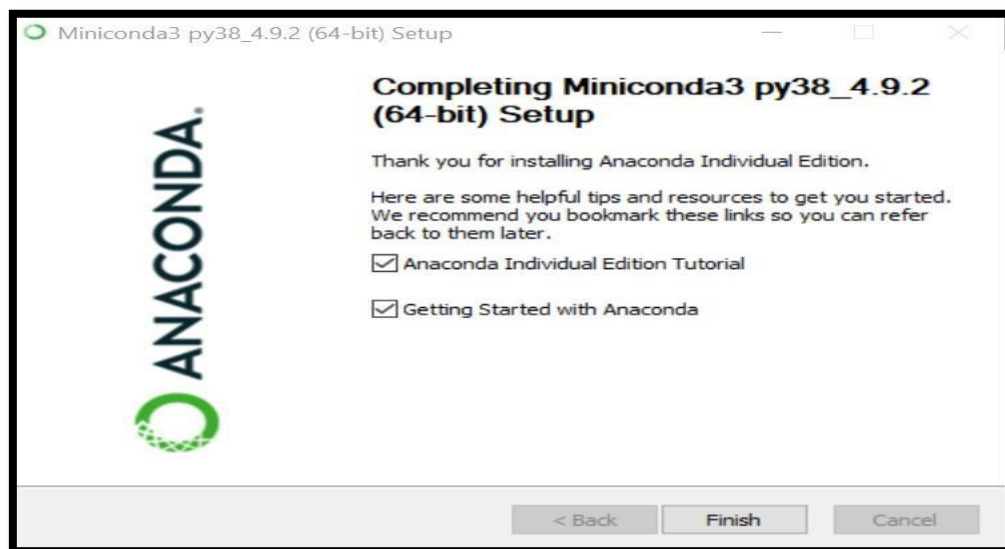 Miniconda3 py38_4.9.2 (64-bit) Setup
ANACONDA.
Completing Miniconda3 py38_4.9.2
(64-bit) Setup
Thank you for installing Anaconda Individual Edition.
Here are some helpful tips and resources to get you started.
We recommend you bookmark these links so you can refer
back to them later.
Anaconda Individual Edition Tutorial
Getting Started with Anaconda
< Back Finish Cancel